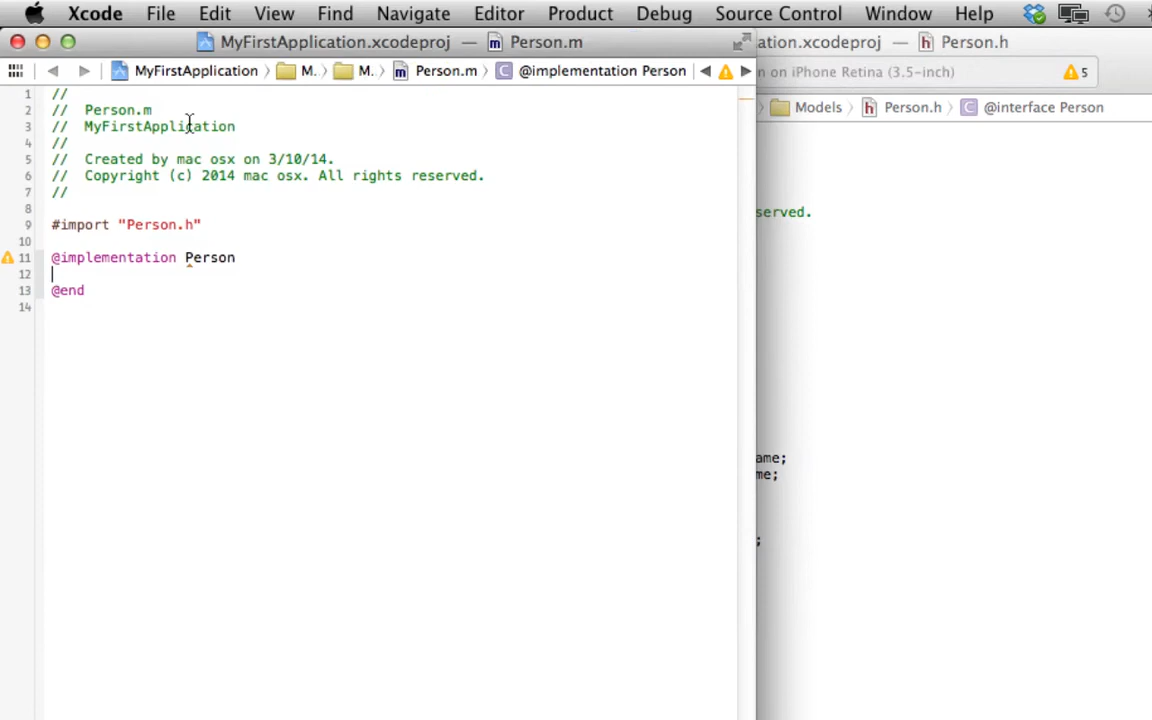 Xcode File Edit View Find Navigate Editor Product Debug Source Control Window Help
MyFirstApplication.xcodeproj — Person.m
ation.xcodeproj — Person.h
MyFirstApplication M. M. Person.m @implementation Person
n on iPhone Retina (3.5-inch) 5
Models Person.h @interface Person
1 //
2 // Person.m
3 // MyFirstApplication
4 //
5 // Created by mac osx on 3/10/14.
6 // Copyright (c) 2014 mac osx. All rights reserved.
7 //
8
9 #import "Person.h"
10
11 @implementation Person
12
13 @end
14
served.
ame;
me;
;